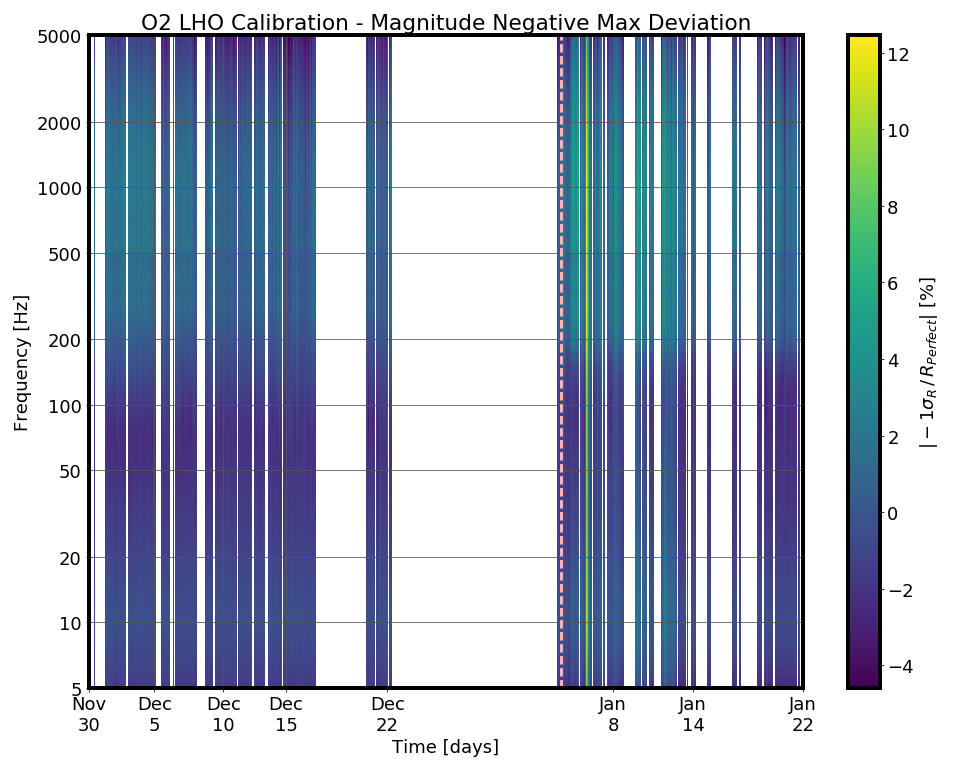 O2 LHO Calibration - Magnitude Negative Max Deviation
5000
2000
1000
500
200
100
50
20
10
5
Frequency [Hz]
Nov 30
Dec 5
Dec 10
Dec 15
Dec 22
Jan 8
Jan 14
Jan 22
Time [days]
12
10
8
6
4
2
0
−2
−4
| − 1σ_R / R_Perfect| [%]